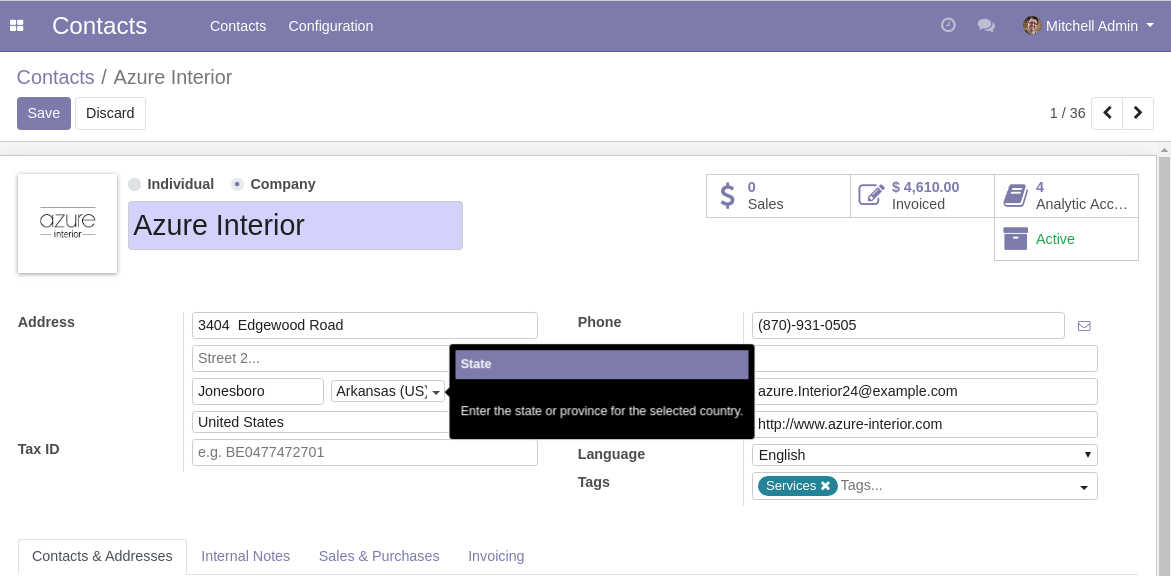 Contacts Contacts Configuration Mitchell Admin
Contacts / Azure Interior
Save Discard 1 / 36
azure
interior
Individual Company
Azure Interior
0
Sales
$ 4,610.00
Invoiced
4
Analytic Acc...
Active
Address 3404  Edgewood Road
Street 2...
Jonesboro Arkansas (US)
United States
Tax ID e.g. BE0477472701
Phone (870)-931-0505
State
Enter the state or province for the selected country.
azure.Interior24@example.com
http://www.azure-interior.com
Language English
Tags Services Tags...
Contacts & Addresses Internal Notes Sales & Purchases Invoicing